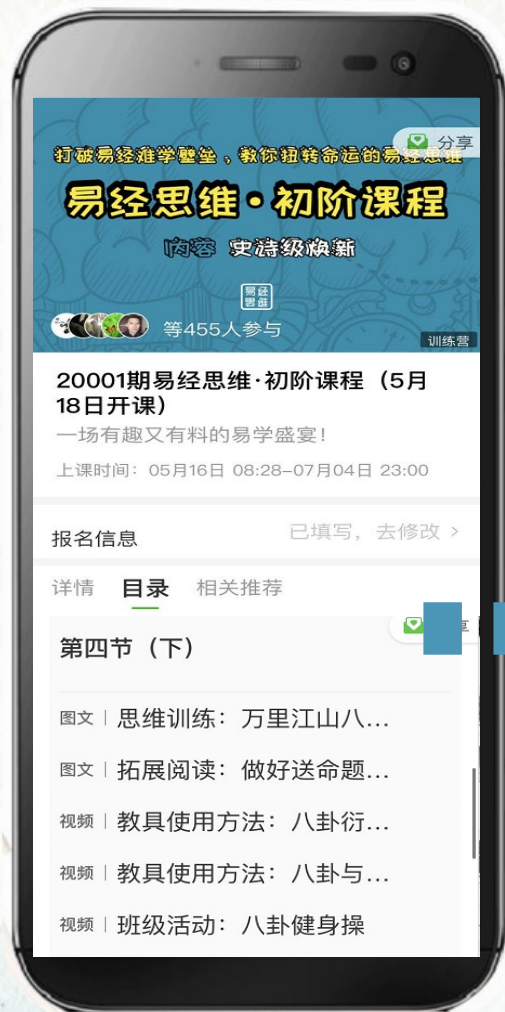 分享
打破易经难学壁垒，教你扭转命运的易经思维
易经思维·初阶课程
内容 史诗级焕新
易经
思维
等455人参与
训练营
20001期易经思维·初阶课程（5月
18日开课）
一场有趣又有料的易学盛宴！
上课时间：05月16日 08:28-07月04日 23:00
报名信息
已填写，去修改 >
详情 目录 相关推荐
第四节（下）
享
图文 | 思维训练：万里江山八...
图文 | 拓展阅读：做好送命题...
视频 | 教具使用方法：八卦衍...
视频 | 教具使用方法：八卦与...
视频 | 班级活动：八卦健身操